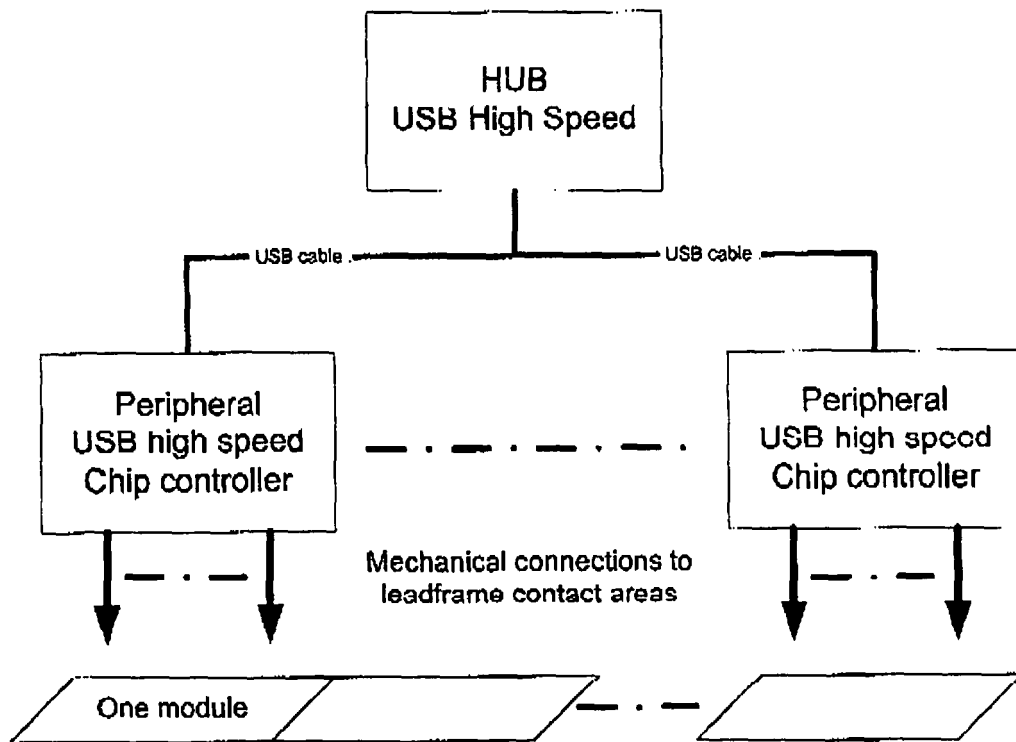 HUB
USB High Speed
USB cable
USB cable
Peripheral
USB high speed
Chip controller
Peripheral
USB high speed
Chip controller
Mechanical connections to
leadframe contact areas
One module